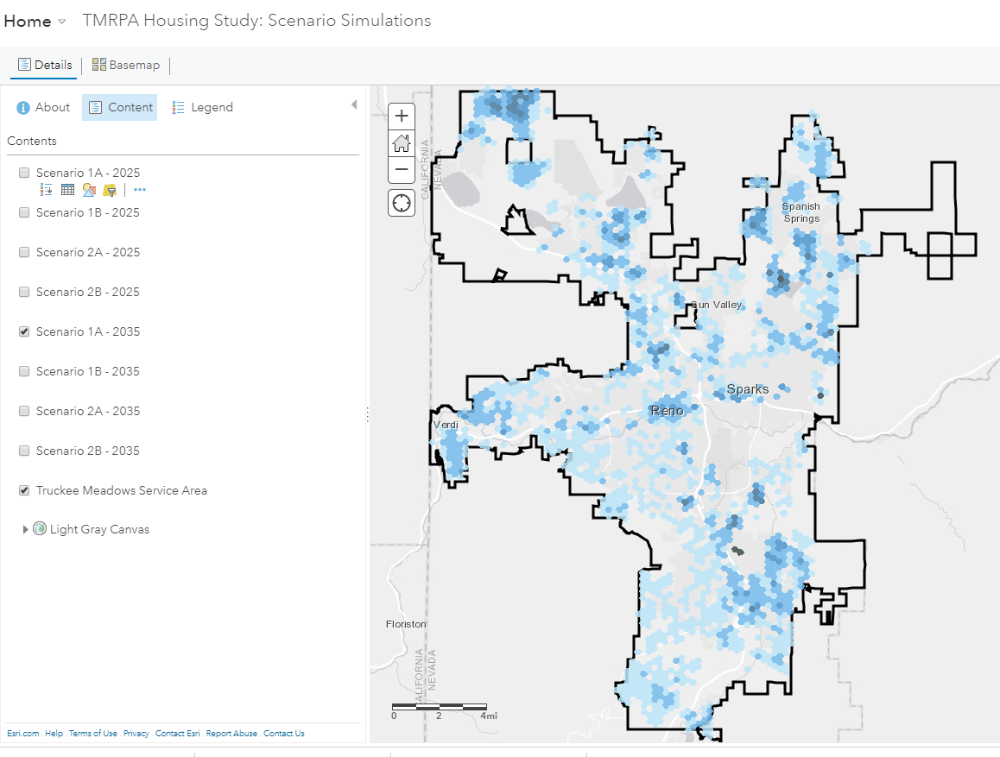 Home TMRPA Housing Study: Scenario Simulations
Details Basemap
About Content Legend
Contents
Scenario 1A - 2025
Scenario 1B - 2025
Scenario 2A - 2025
Scenario 2B - 2025
Scenario 1A - 2035
Scenario 1B - 2035
Scenario 2A - 2035
Scenario 2B - 2035
Truckee Meadows Service Area
Light Gray Canvas
Esri.com . Help . Terms of Use . Privacy . Contact Esri . Report Abuse . Contact Us
CALIFORNIA
NEVADA
Spanish
Springs
Sun Valley
Sparks
Reno
Verdi
Floriston
CALIFORNIA
NEVADA
0 2 4mi